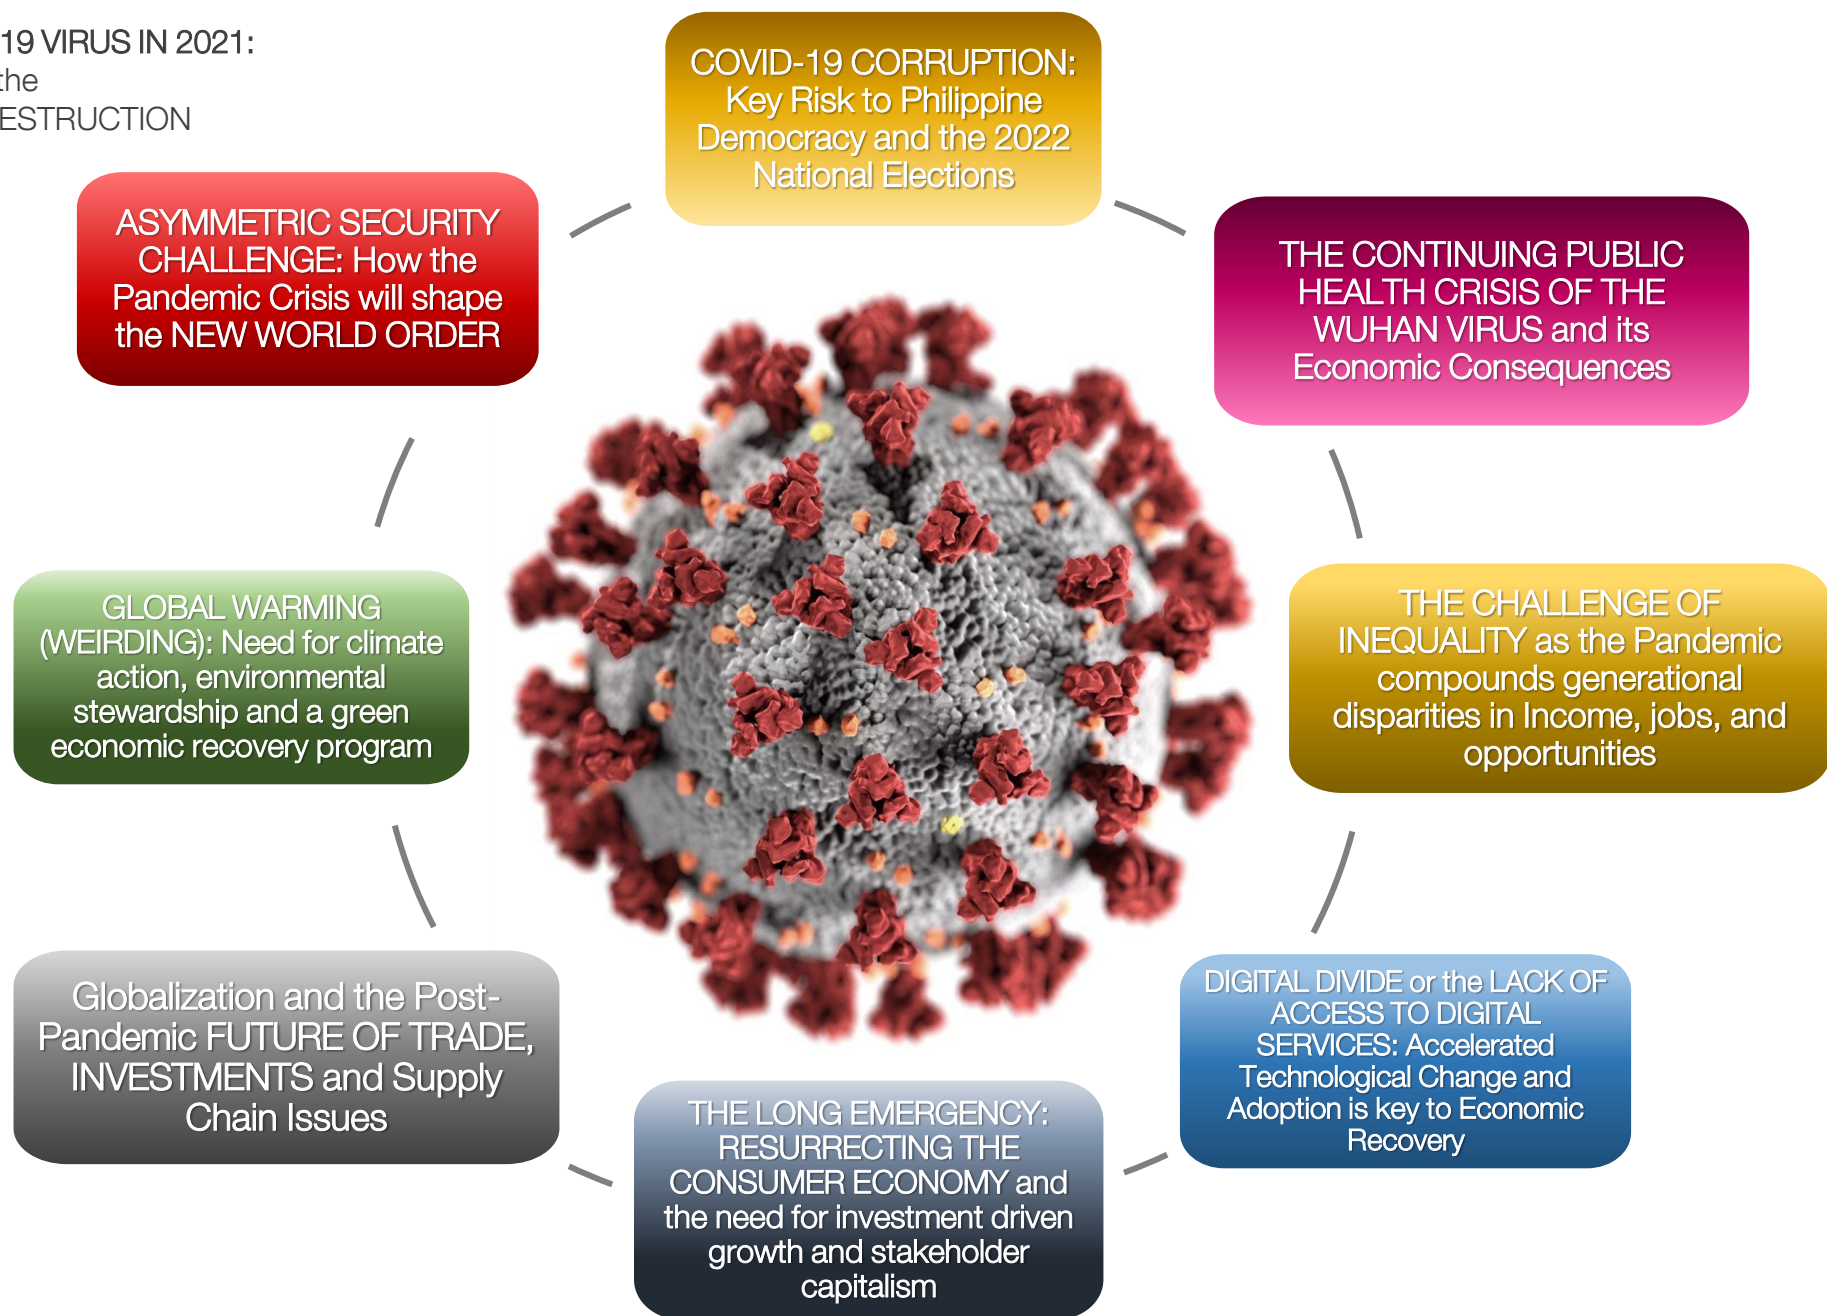 19 VIRUS IN 2021:
the
ESTRUCTION
COVID-19 CORRUPTION:
Key Risk to Philippine
Democracy and the 2022
National Elections
ASYMMETRIC SECURITY
CHALLENGE: How the
Pandemic Crisis will shape
the NEW WORLD ORDER
THE CONTINUING PUBLIC
HEALTH CRISIS OF THE
WUHAN VIRUS and its
Economic Consequences
GLOBAL WARMING
(WEIRDING): Need for climate
action, environmental
stewardship and a green
economic recovery program
THE CHALLENGE OF
INEQUALITY as the Pandemic
compounds generational
disparities in Income, jobs, and
opportunities
Globalization and the Post-
Pandemic FUTURE OF TRADE,
INVESTMENTS and Supply
Chain Issues
DIGITAL DIVIDE or the LACK OF
ACCESS TO DIGITAL
SERVICES: Accelerated
Technological Change and
Adoption is key to Economic
Recovery
THE LONG EMERGENCY:
RESURRECTING THE
CONSUMER ECONOMY and
the need for investment driven
growth and stakeholder
capitalism